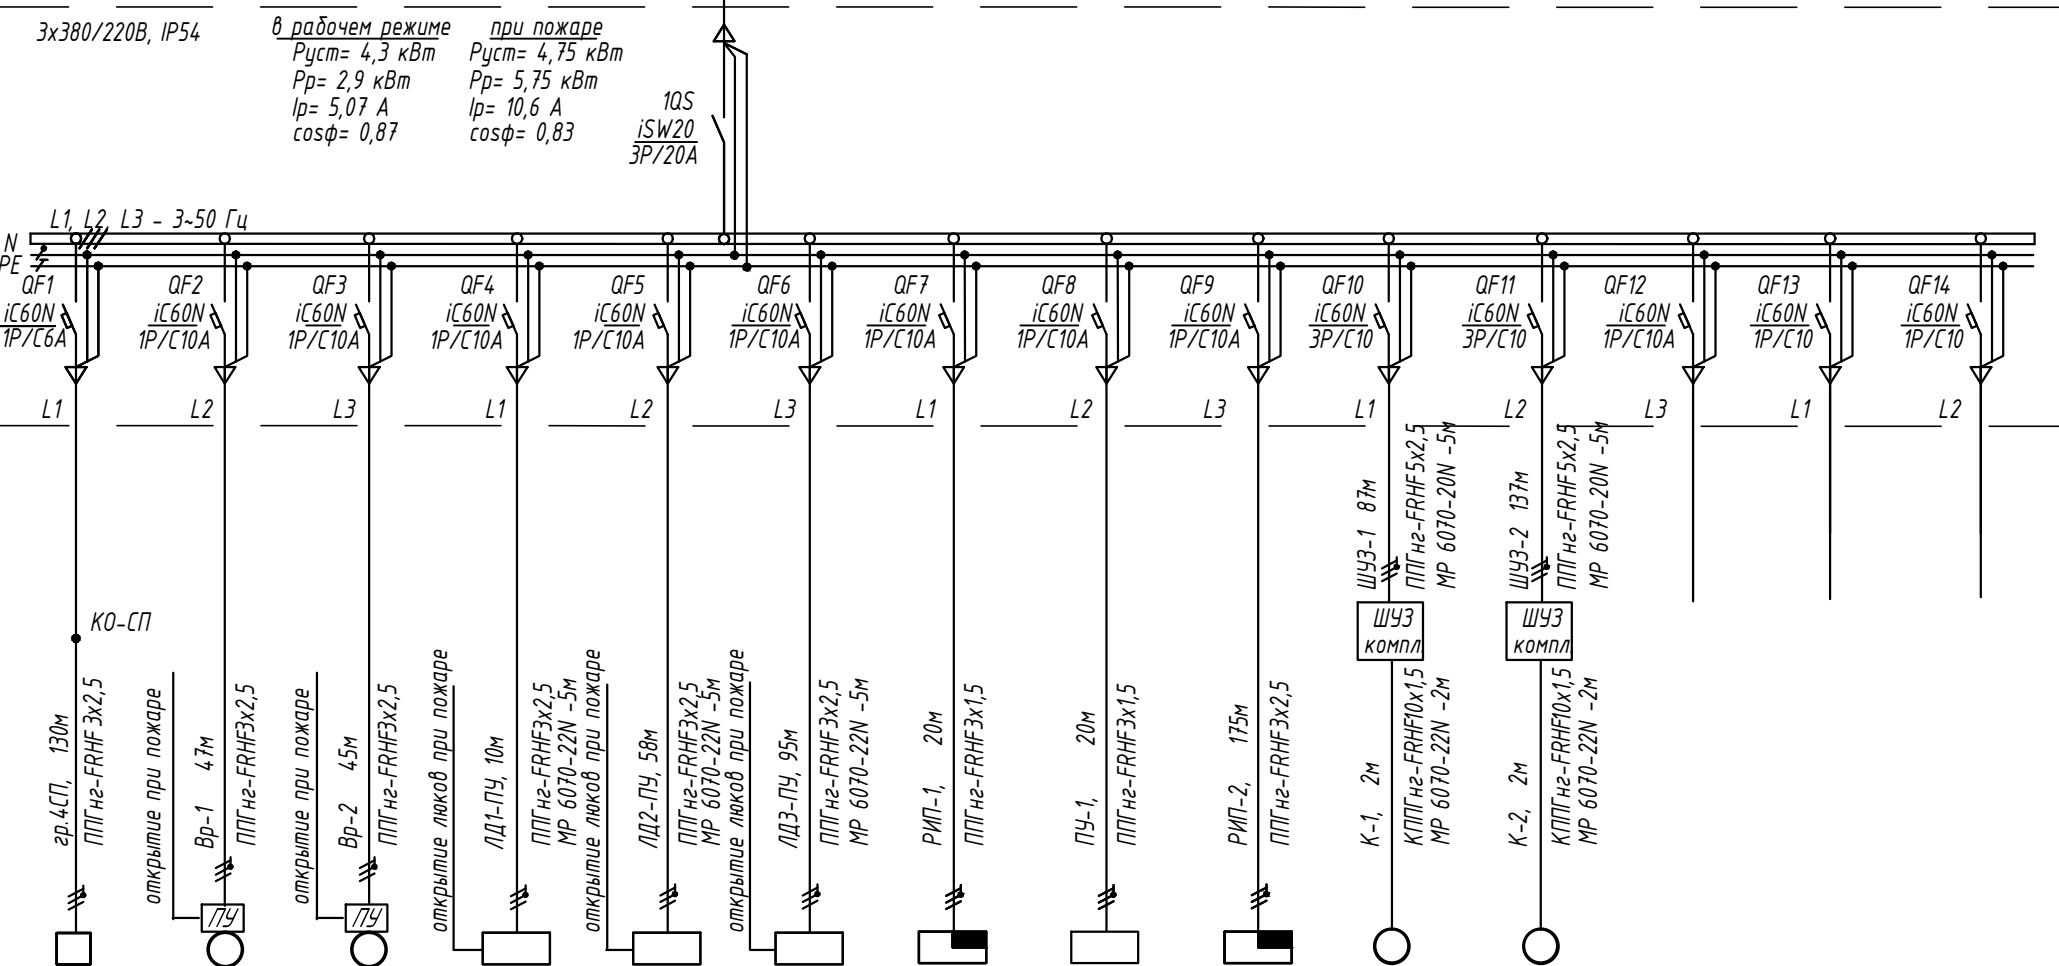 3х380/220В, IP54
в рабочем режиме
Руст= 4,3 кВт
Рр= 2,9 кВт
Iр= 5,07 А
cosφ= 0,87
при пожаре
Руст= 4,75 кВт
Рр= 5,75 кВт
Iр= 10,6 А
cosφ= 0,83
1QS
iSW20
3P/20A
L1, L2, L3 - 3~50 Гц
N
PE
QF1
iC60N
1P/C6A
QF2
iC60N
1P/C10A
QF3
iC60N
1P/C10A
QF4
iC60N
1P/C10A
QF5
iC60N
1P/C10A
QF6
iC60N
1P/C10A
QF7
iC60N
1P/C10A
QF8
iC60N
1P/C10A
QF9
iC60N
1P/C10A
QF10
iC60N
3P/C10
QF11
iC60N
3P/C10
QF12
iC60N
1P/C10A
QF13
iC60N
1P/C10
QF14
iC60N
1P/C10
L1
L2
L3
L1
L2
L3
L1
L2
L3
L1
L2
L3
L1
L2
КО-СП
гр.4СП, 130м
ППГнг-FRHF3х2,5
открытие при пожаре
Вр-1 47м
ППГнг-FRHF3х2,5
ПУ
открытие при пожаре
Вр-2 45м
ППГнг-FRHF3х2,5
ПУ
открытие люков при пожаре
ЛД1-ПУ, 10м
ППГнг-FRHF3х2,5
МР 6070-22N -5м
открытие люков при пожаре
ЛД2-ПУ, 58м
ППГнг-FRHF3х2,5
МР 6070-22N -5м
открытие люков при пожаре
ЛД3-ПУ, 95м
ППГнг-FRHF3х2,5
МР 6070-22N -5м
РИП-1, 20м
ППГнг-FRHF3х1,5
ПУ-1, 20м
ППГнг-FRHF3х1,5
РИП-2, 175м
ППГнг-FRHF3х2,5
ШУЗ-1 87м
ППГнг-FRHF5х2,5
МР 6070-20N -5м
ШУЗ
компл
К-1, 2м
КППГнг-FRHF10х1,5
МР 6070-22N -2м
ШУЗ-2 137м
ППГнг-FRHF5х2,5
МР 6070-20N -5м
ШУЗ
компл
К-2, 2м
КППГнг-FRHF10х1,5
МР 6070-22N -2м